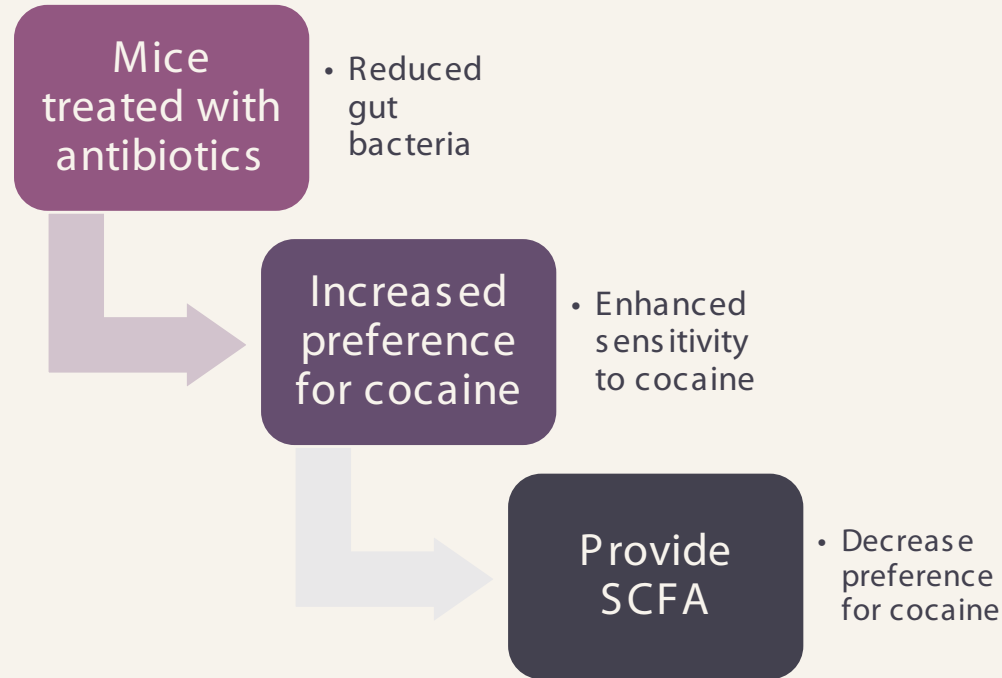 Mice
treated with
antibiotics
• Reduced
gut
bacteria
Increased
preference
for cocaine
• Enhanced
sensitivity
to cocaine
Provide
SCFA
• Decrease
preference
for cocaine